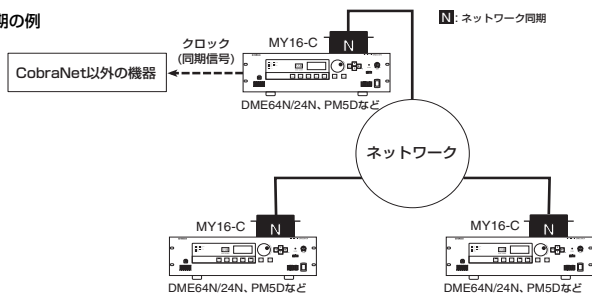 期の例
N : ネットワーク同期
クロック
(同期信号)
MY16-C
N
CobraNet以外の機器
DME64N/24N、PM5Dなど
ネットワーク
MY16-C
N
MY16-C
N
DME64N/24N、PM5Dなど
DME64N/24N、PM5Dなど